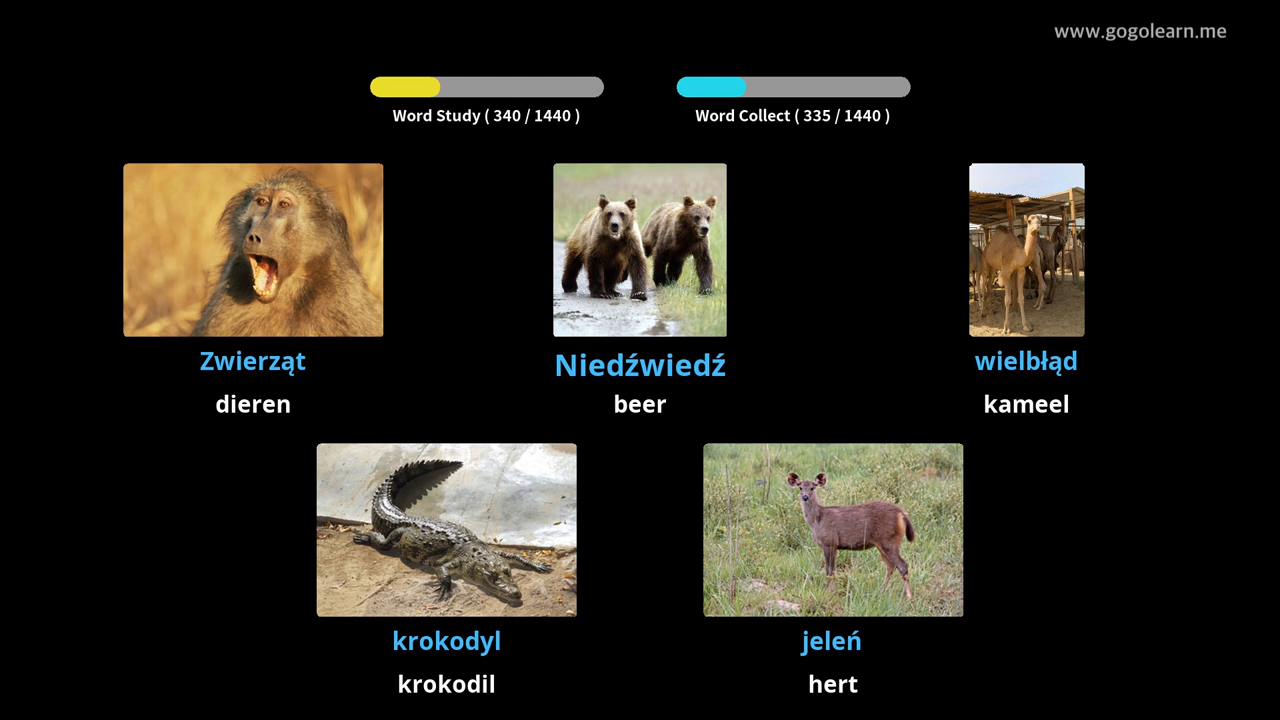 www.gogolearn.me
Word Study ( 340 / 1440 )
Word Collect ( 335 / 1440 )
Zwierząt
dieren
Niedźwiedź
beer
wielbłąd
kameel
krokodyl
krokodil
jeleń
hert